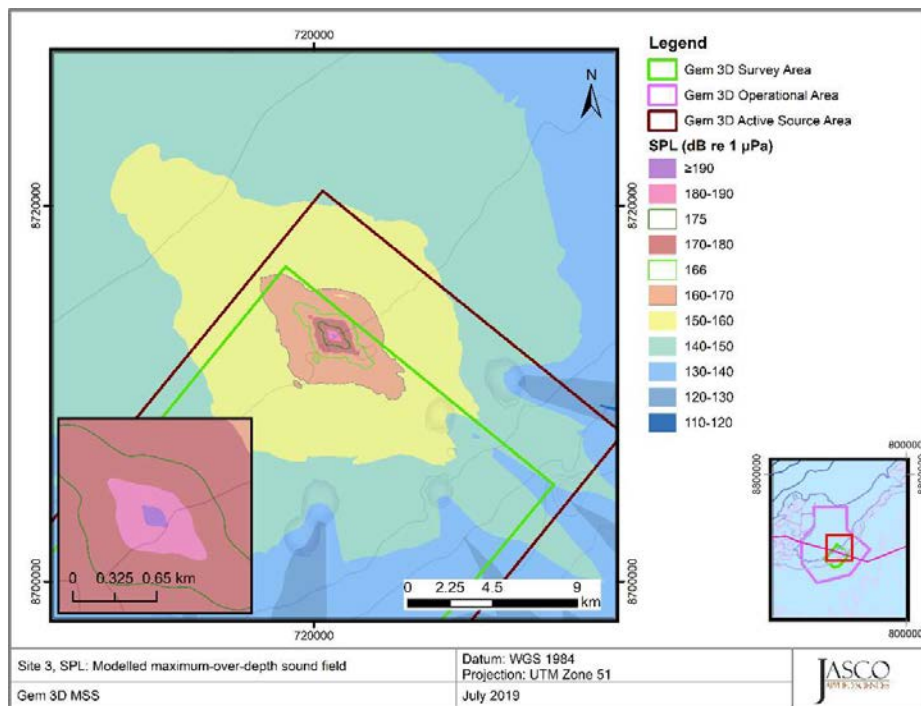 720000
8720000
8720000
8700000
8700000
720000
N
0 0.325 0.65 km
0 2.25 4.5 9
km
Legend
Gem 3D Survey Area
Gem 3D Operational Area
Gem 3D Active Source Area
SPL (dB re 1 µPa)
≥190
180-190
175
170-180
166
160-170
150-160
140-150
130-140
120-130
110-120
800000
8800000
8800000
800000
Site 3, SPL: Modelled maximum-over-depth sound field
Datum: WGS 1984
Projection: UTM Zone 51
Gem 3D MSS
July 2019
JASCO
APPLIED SCIENCES